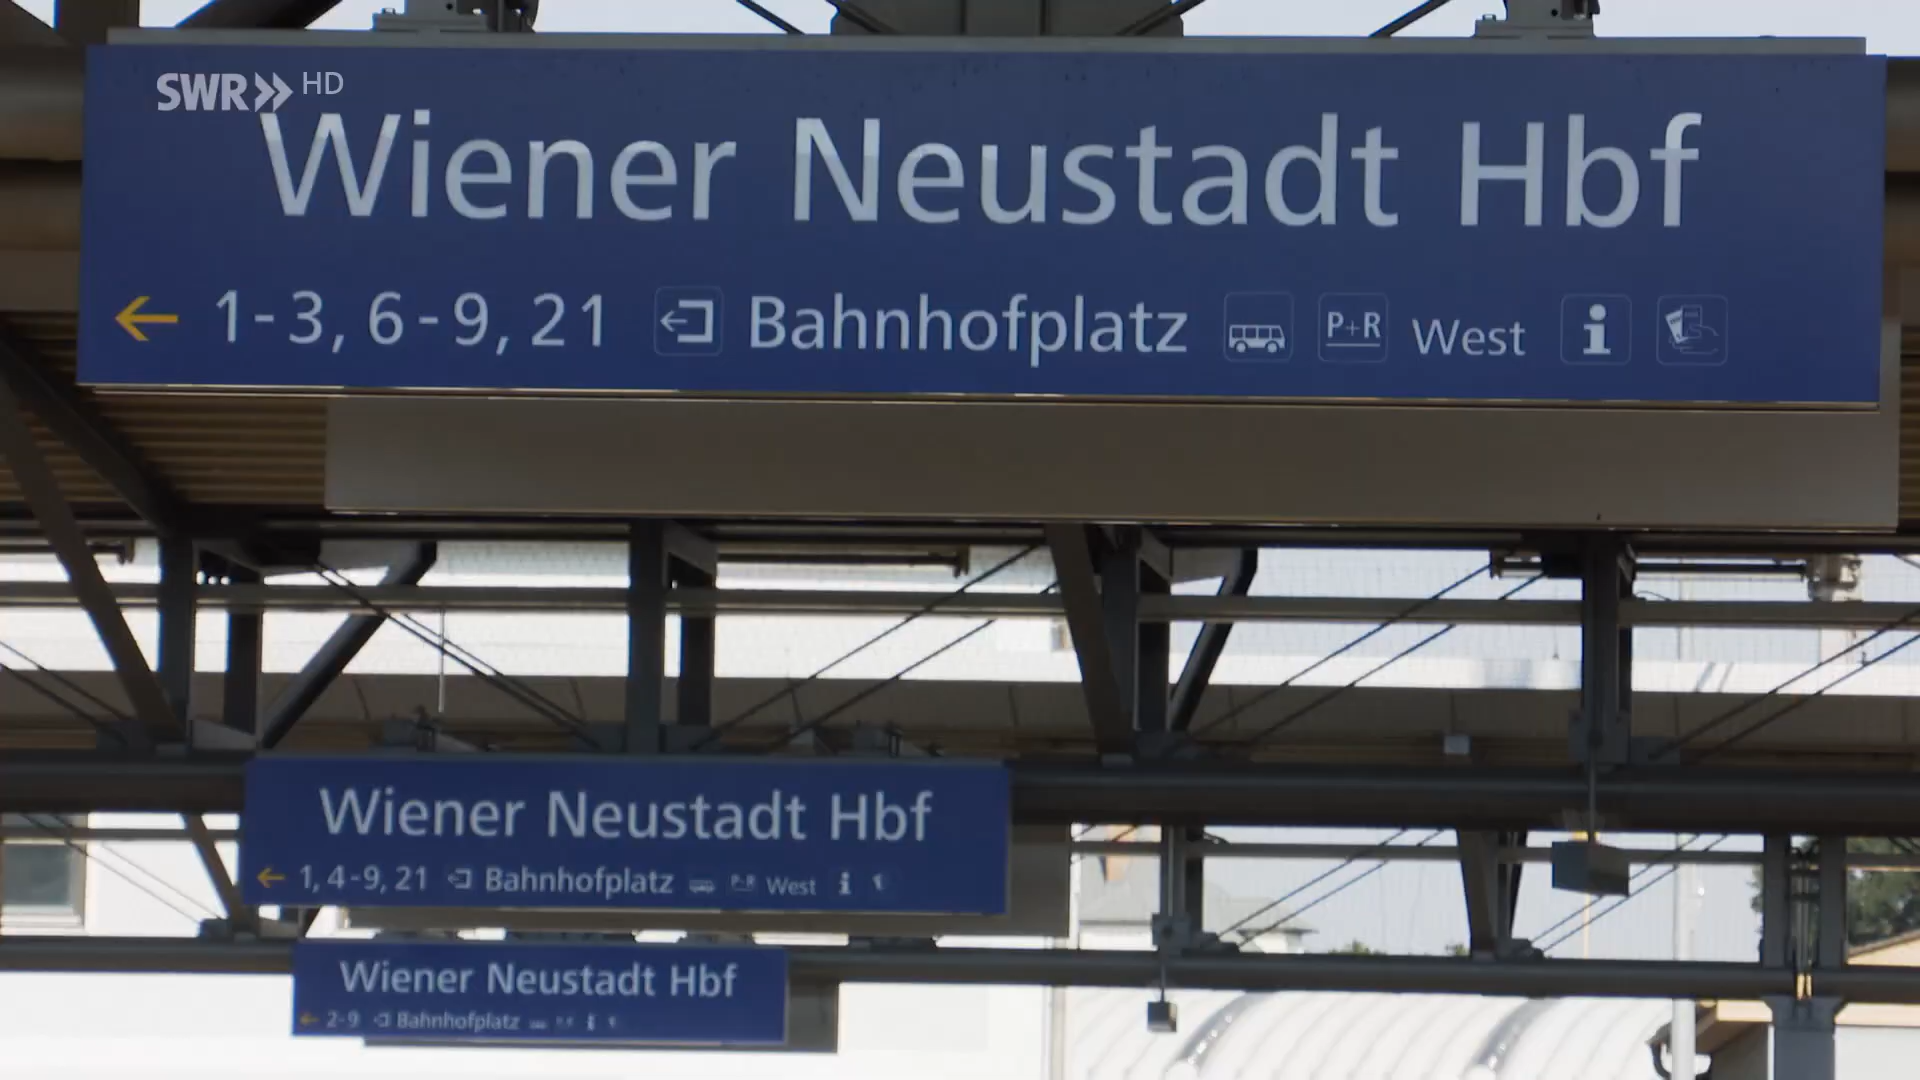 SWR» HD
Wiener Neustadt Hbf
← 1-3, 6-9, 21 Bahnhofplatz P+R West i
Wiener Neustadt Hbf
← 1, 4-9, 21 Bahnhofplatz P+R West i
Wiener Neustadt Hbf
← 2-9 Bahnhofplatz